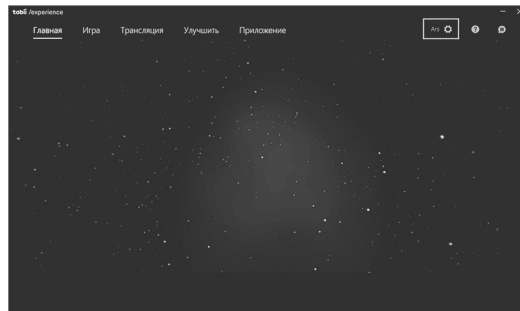 tobii /experience
Главная Игра Трансляция Улучшить Приложение Ars ?